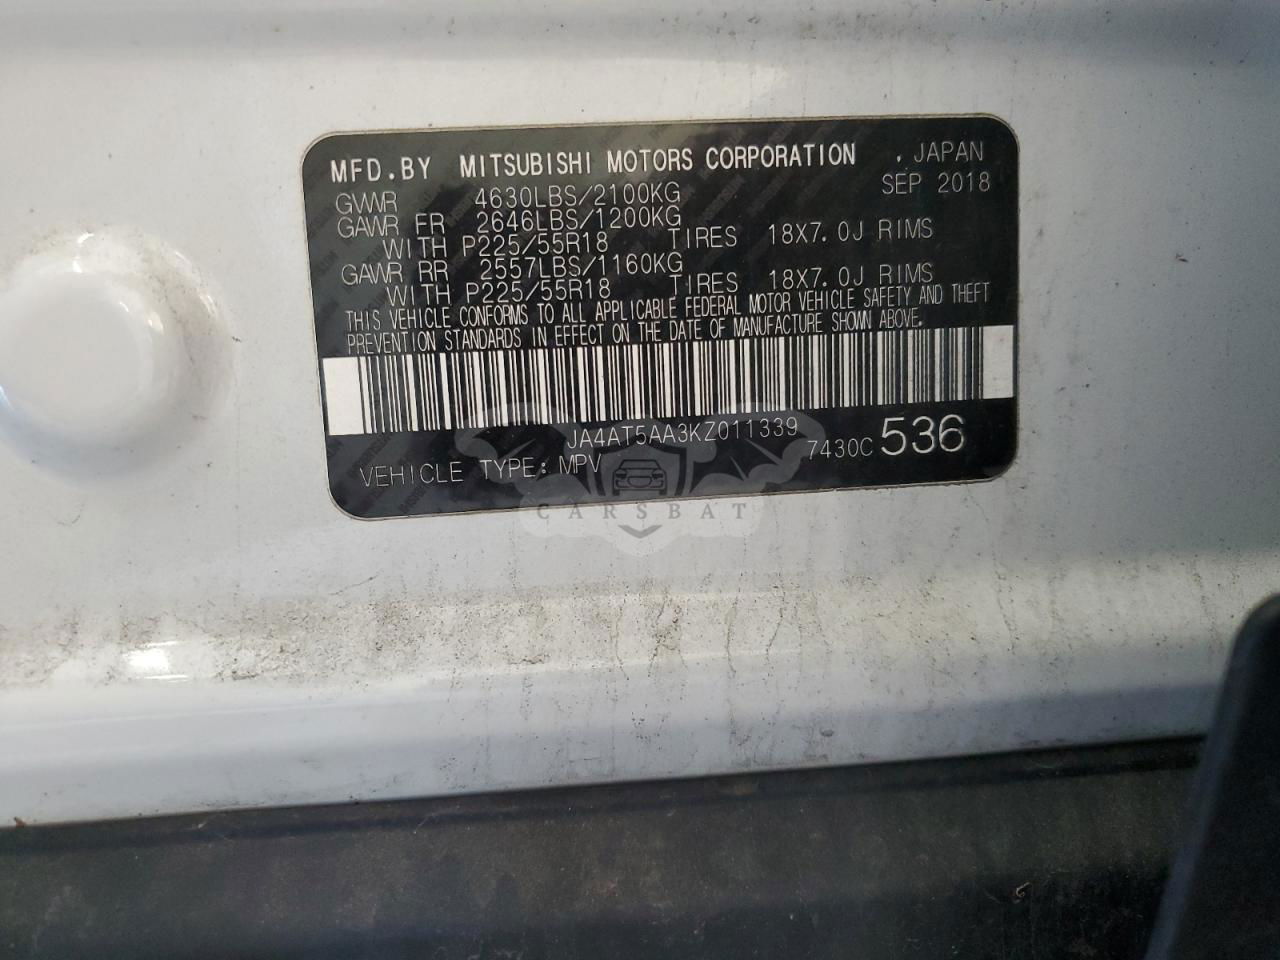 MFD.BY MITSUBISHI MOTORS CORPORATION , JAPAN
GVWR 4630LBS/2100KG SEP 2018
GAWR FR 2646LBS/1200KG
WITH P225/55R18 TIRES 18X7.0J RIMS
GAWR RR 2557LBS/1160KG
WITH P225/55R18 TIRES 18X7.0J RIMS
THIS VEHICLE CONFORMS TO ALL APPLICABLE FEDERAL MOTOR VEHICLE SAFETY AND THEFT
PREVENTION STANDARDS IN EFFECT ON THE DATE OF MANUFACTURE SHOWN ABOVE.
JA4AT5AA3KZ011339
VEHICLE TYPE: MPV 7430C 536
CARSBAT